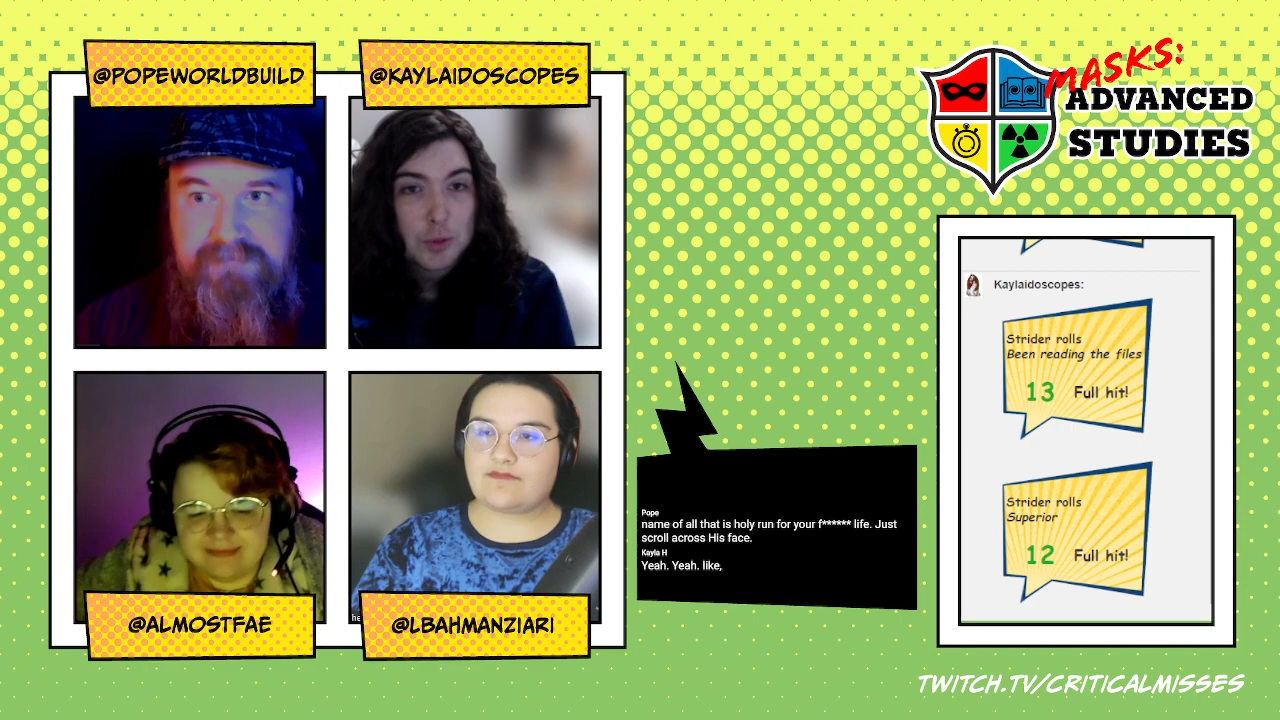 @POPEWORLDBUILD
@KAYLAIDOSCOPES
@ALMOSTFAE
@LBAHMANZIARI
he
Pope
name of all that is holy run for your f****** life. Just
scroll across His face.
Kayla H
Yeah. Yeah. like,
MASKS:
ADVANCED
STUDIES
Kaylaidoscopes:
Strider rolls
Been reading the files
13 Full hit!
Strider rolls
Superior
12 Full hit!
TWITCH.TV/CRITICALMISSES